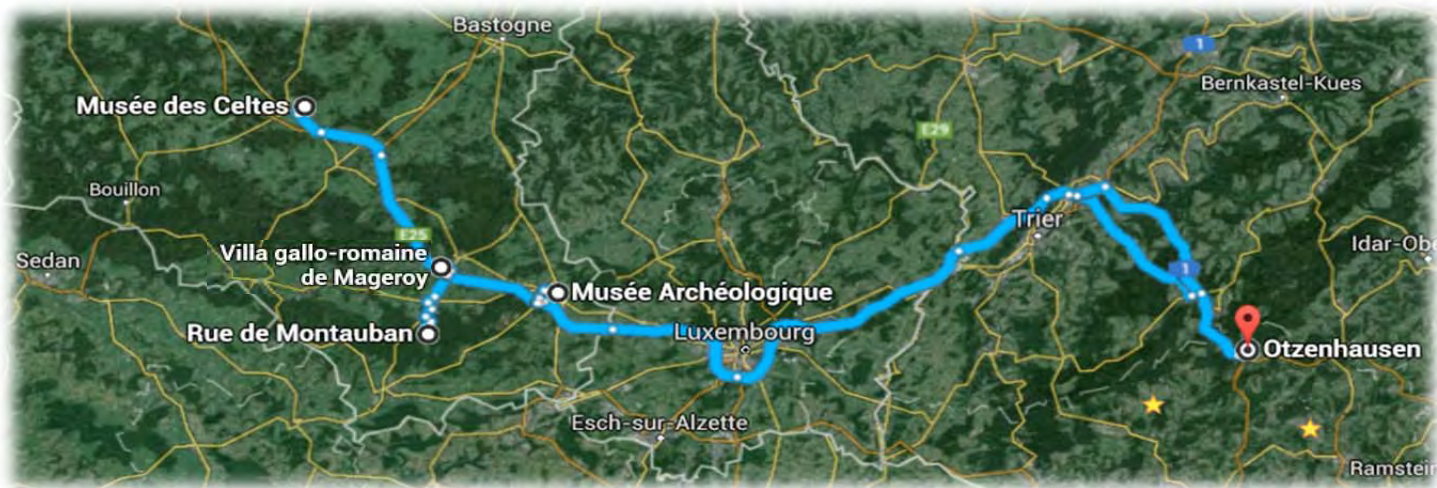 Bastogne
1
Bernkastel-Kues
Musée des Celtes
E29
Bouillon
Trier
E25
Villa gallo-romaine
de Mageroy
Idar-Obe
Sedan
1
Musée Archéologique
Rue de Montauban
Luxembourg
Otzenhausen
Esch-sur-Alzette
Ramstein